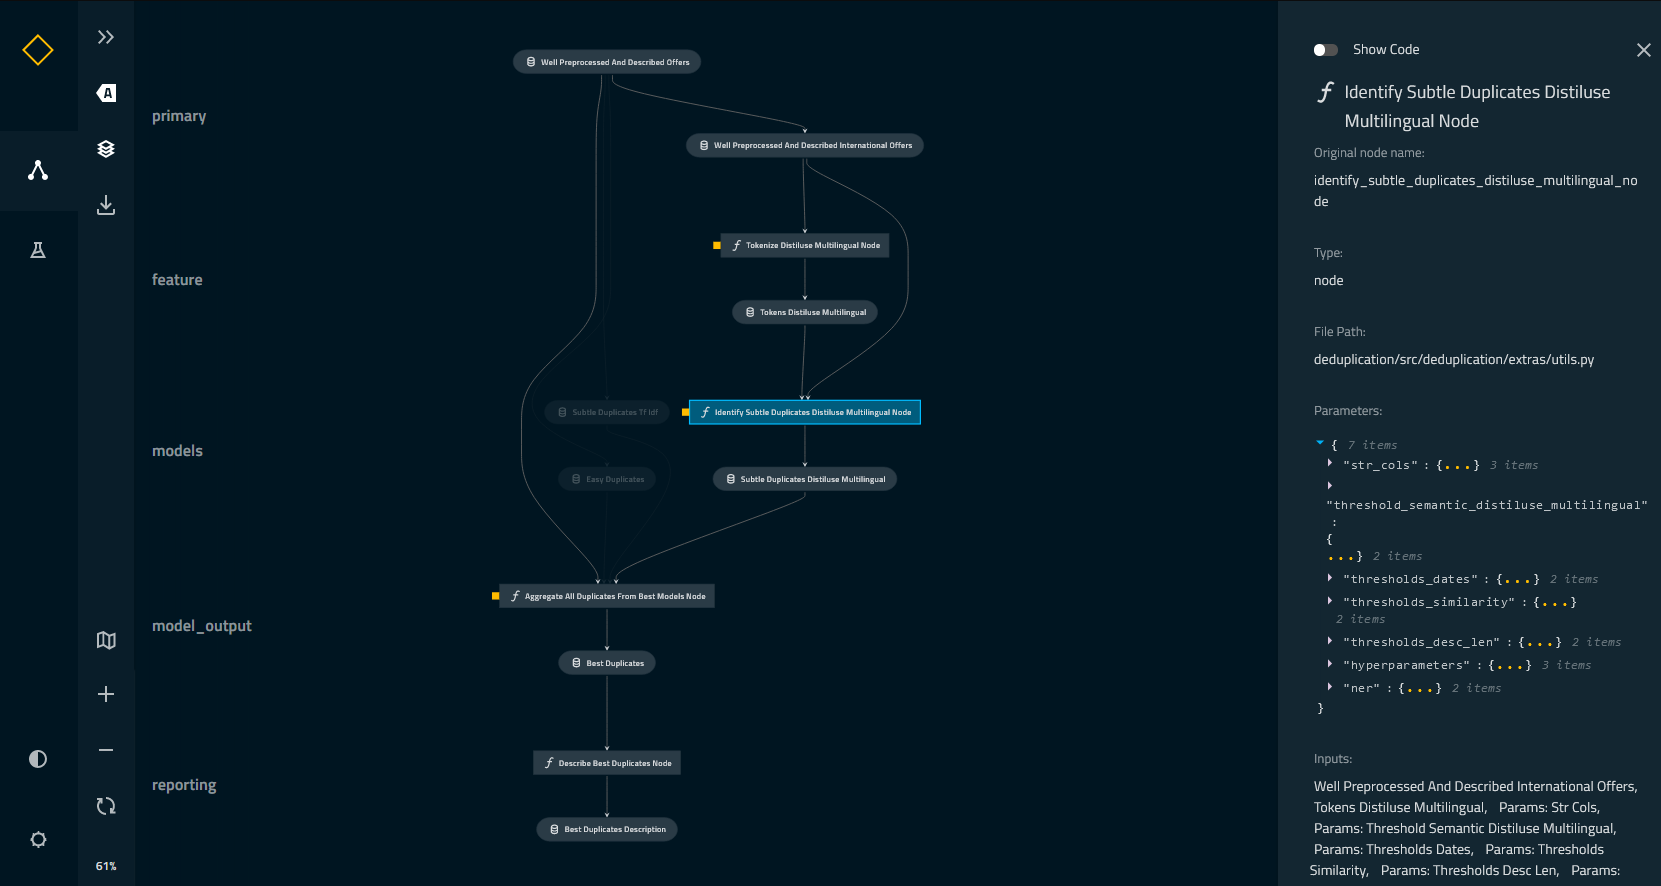 A
61%
primary
feature
models
model_output
reporting
Well Preprocessed And Described Offers
Well Preprocessed And Described International Offers
Tokenize Distiluse Multilingual Node
Tokens Distiluse Multilingual
Subtle Duplicates Tf Idf
Identify Subtle Duplicates Distiluse Multilingual Node
Easy Duplicates
Subtle Duplicates Distiluse Multilingual
Aggregate All Duplicates From Best Models Node
Best Duplicates
Describe Best Duplicates Node
Best Duplicates Description
Show Code
Identify Subtle Duplicates Distiluse
Multilingual Node
Original node name:
identify_subtle_duplicates_distiluse_multilingual_no
de
Type:
node
File Path:
deduplication/src/deduplication/extras/utils.py
Parameters:
{ 7 items
"str_cols" : {...} 3 items
"threshold_semantic_distiluse_multilingual"
:
{
...} 2 items
"thresholds_dates" : {...} 2 items
"thresholds_similarity" : {...}
2 items
"thresholds_desc_len" : {...} 2 items
"hyperparameters" : {...} 3 items
"ner" : {...} 2 items
}
Inputs:
Well Preprocessed And Described International Offers,
Tokens Distiluse Multilingual, Params: Str Cols,
Params: Threshold Semantic Distiluse Multilingual,
Params: Thresholds Dates, Params: Thresholds
Similarity, Params: Thresholds Desc Len, Params: